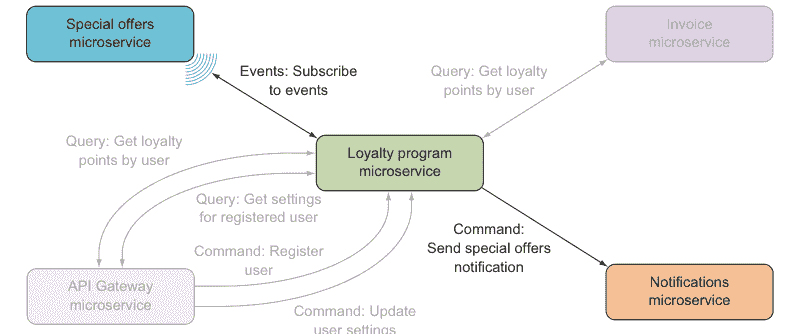 Special offers
microservice
Invoice
microservice
Events: Subscribe
to events
Query: Get loyalty
points by user
Query: Get loyalty
points by user
Loyalty program
microservice
Query: Get settings
for registered user
Command:
Send special offers
notification
Command: Register
user
API Gateway
microservice
Notifications
microservice
Command: Update
user settings